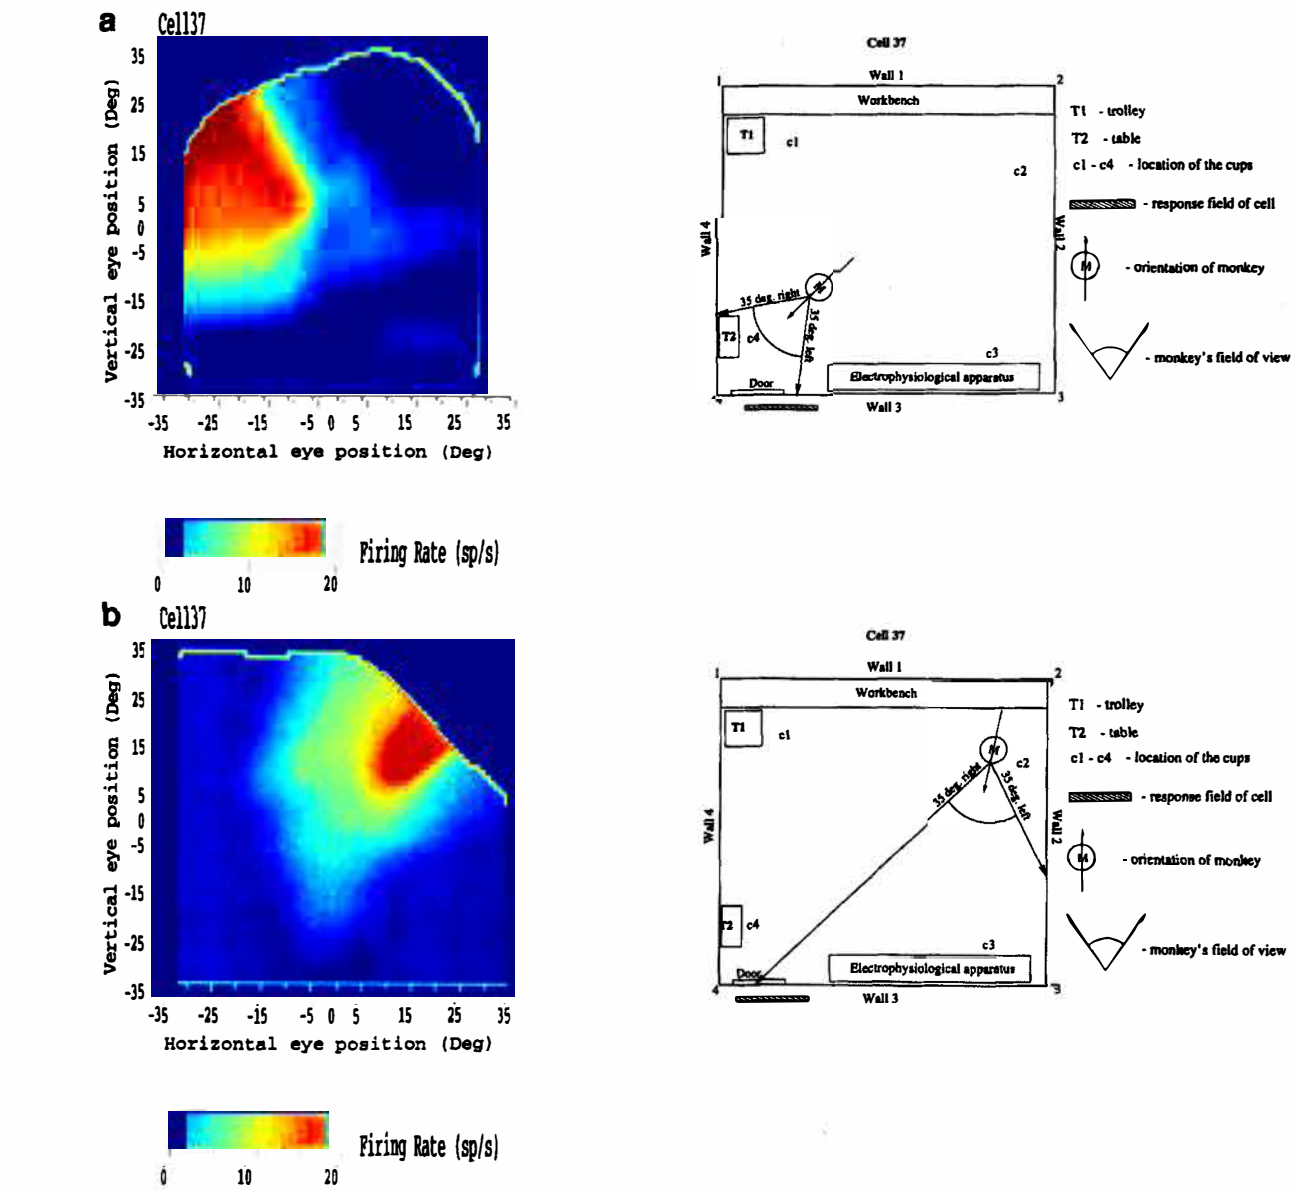 a
Cell37
35
25
15
5
0
-5
-15
-25
-35
Vertical eye position (Deg)
-35 -25 -15 -5 0 5 15 25 35
Horizontal eye position (Deg)
0 10 20
Firing Rate (sp/s)
Cell 37
1 Wall 1 2
Workbench
T1 c1
c2
Wall 4
Wall 2
M
35 deg. right
35 deg. left
T2 c4
c3
Door
Electrophysiological apparatus
Wall 3
3
T1 - trolley
T2 - table
c1 - c4 - location of the cups
- response field of cell
M - orientation of monkey
- monkey's field of view
b
Cell37
35
25
15
5
0
-5
-15
-25
-35
Vertical eye position (Deg)
-35 -25 -15 -5 0 5 15 25 35
Horizontal eye position (Deg)
0 10 20
Firing Rate (sp/s)
Cell 37
1 Wall 1 2
Workbench
T1 c1
M
c2
35 deg. right
35 deg. left
Wall 4
Wall 2
T2 c4
c3
Door
Electrophysiological apparatus
4 Wall 3 3
T1 - trolley
T2 - table
c1 - c4 - location of the cups
- response field of cell
M - orientation of monkey
- monkey's field of view